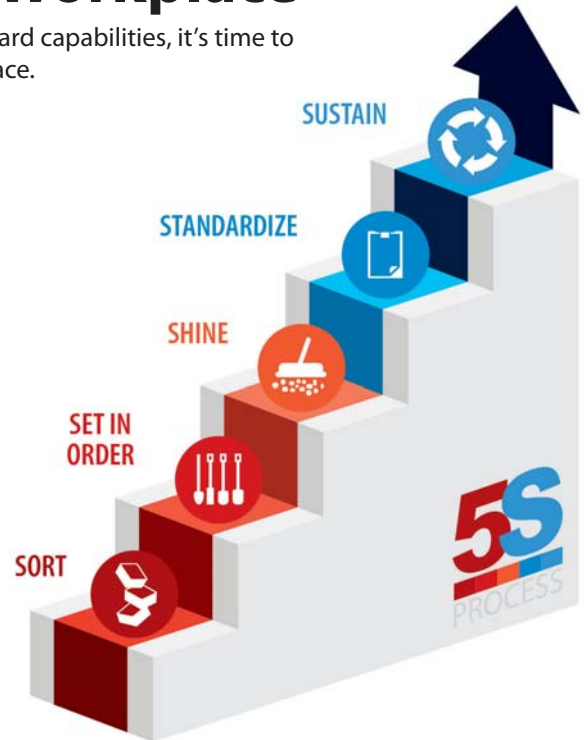 ard capabilities, it's time to
ace.
SUSTAIN
STANDARDIZE
SHINE
SET IN
ORDER
SORT
5S
PROCESS